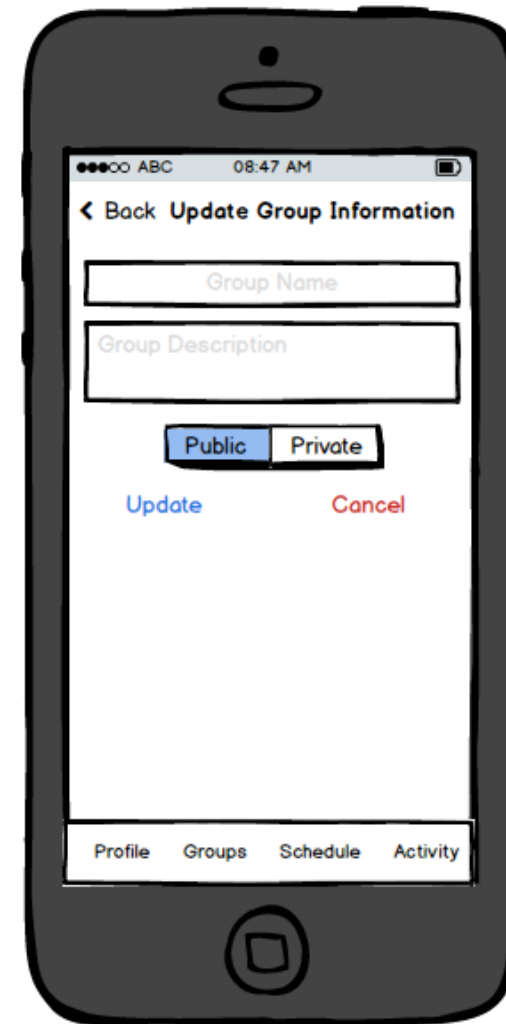 ABC 08:47 AM
Back Update Group Information
Group Name
Group Description
Public Private
Update Cancel
Profile Groups Schedule Activity